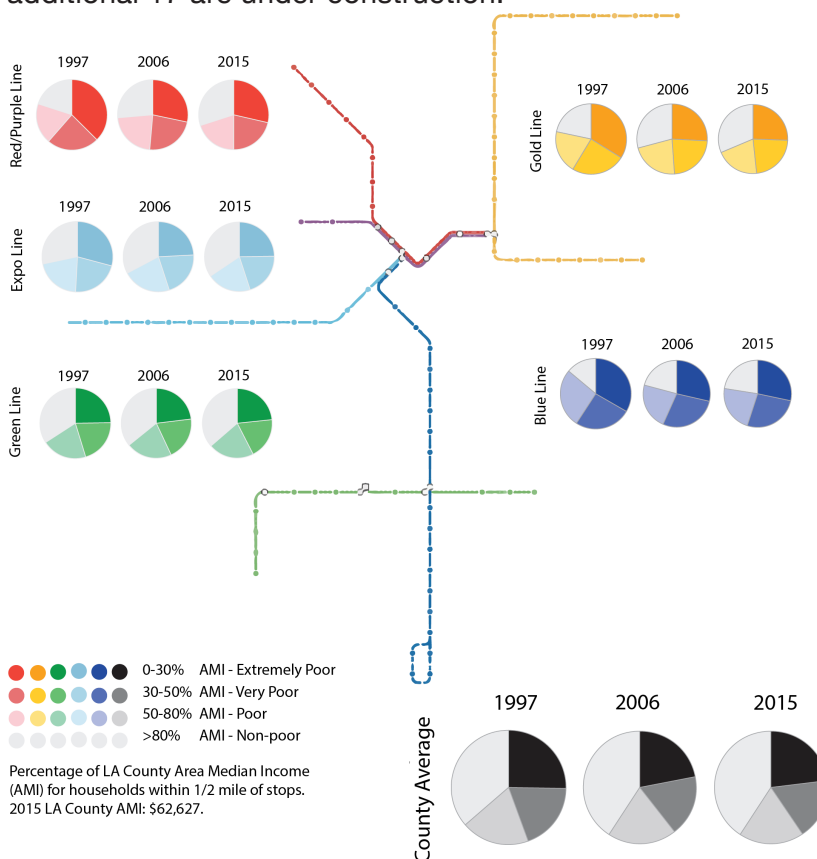 additional 17 are under construction.
1997 2006 2015
Red/Purple Line
1997 2006 2015
Gold Line
1997 2006 2015
Expo Line
1997 2006 2015
Blue Line
1997 2006 2015
Green Line
0-30% AMI - Extremely Poor
30-50% AMI - Very Poor
50-80% AMI - Poor
>80% AMI - Non-poor
Percentage of LA County Area Median Income
(AMI) for households within 1/2 mile of stops.
2015 LA County AMI: $62,627.
1997 2006 2015
County Average